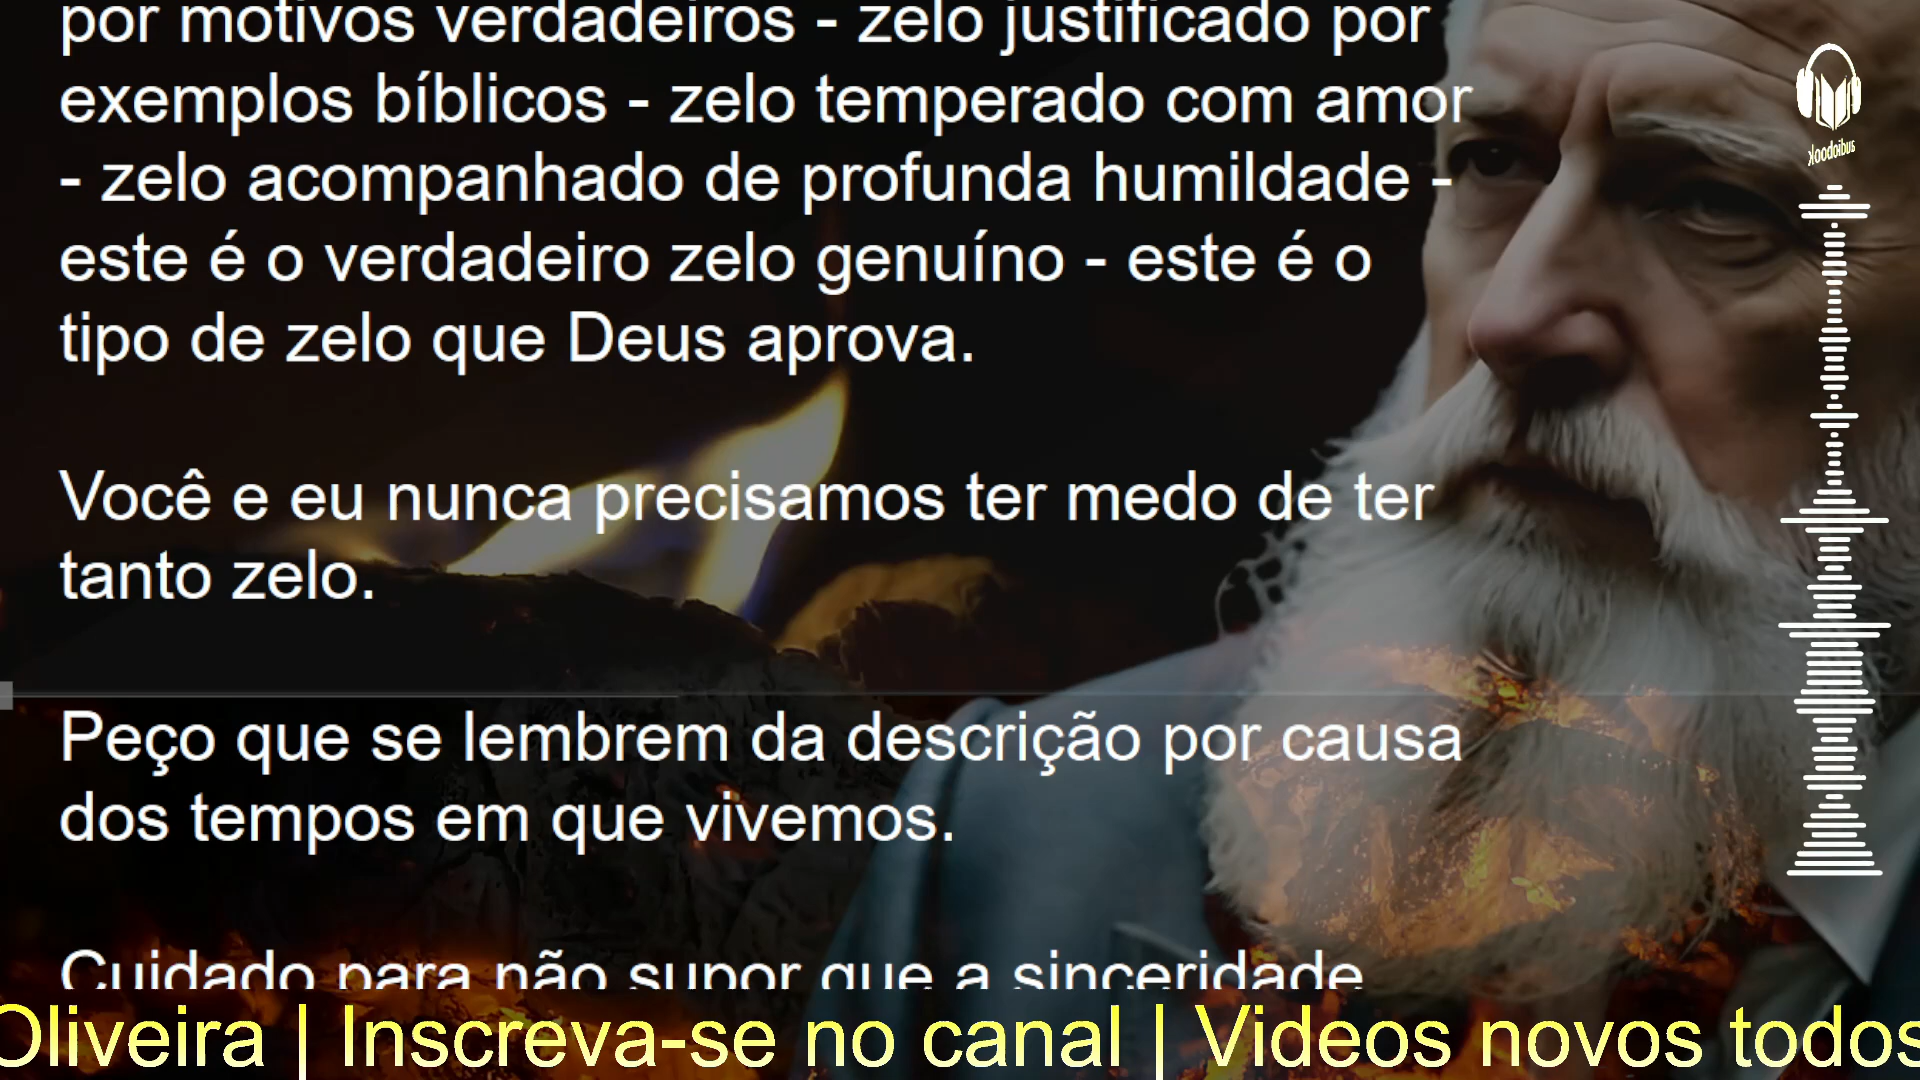 por motivos verdadeiros - zelo justificado por
exemplos bíblicos - zelo temperado com amor
- zelo acompanhado de profunda humildade -
este é o verdadeiro zelo genuíno - este é o
tipo de zelo que Deus aprova.
Você e eu nunca precisamos ter medo de ter
tanto zelo.
Peço que se lembrem da descrição por causa
dos tempos em que vivemos.
Cuidado para não supor que a sinceridade
Oliveira | Inscreva-se no canal | Videos novos todos
audiobook